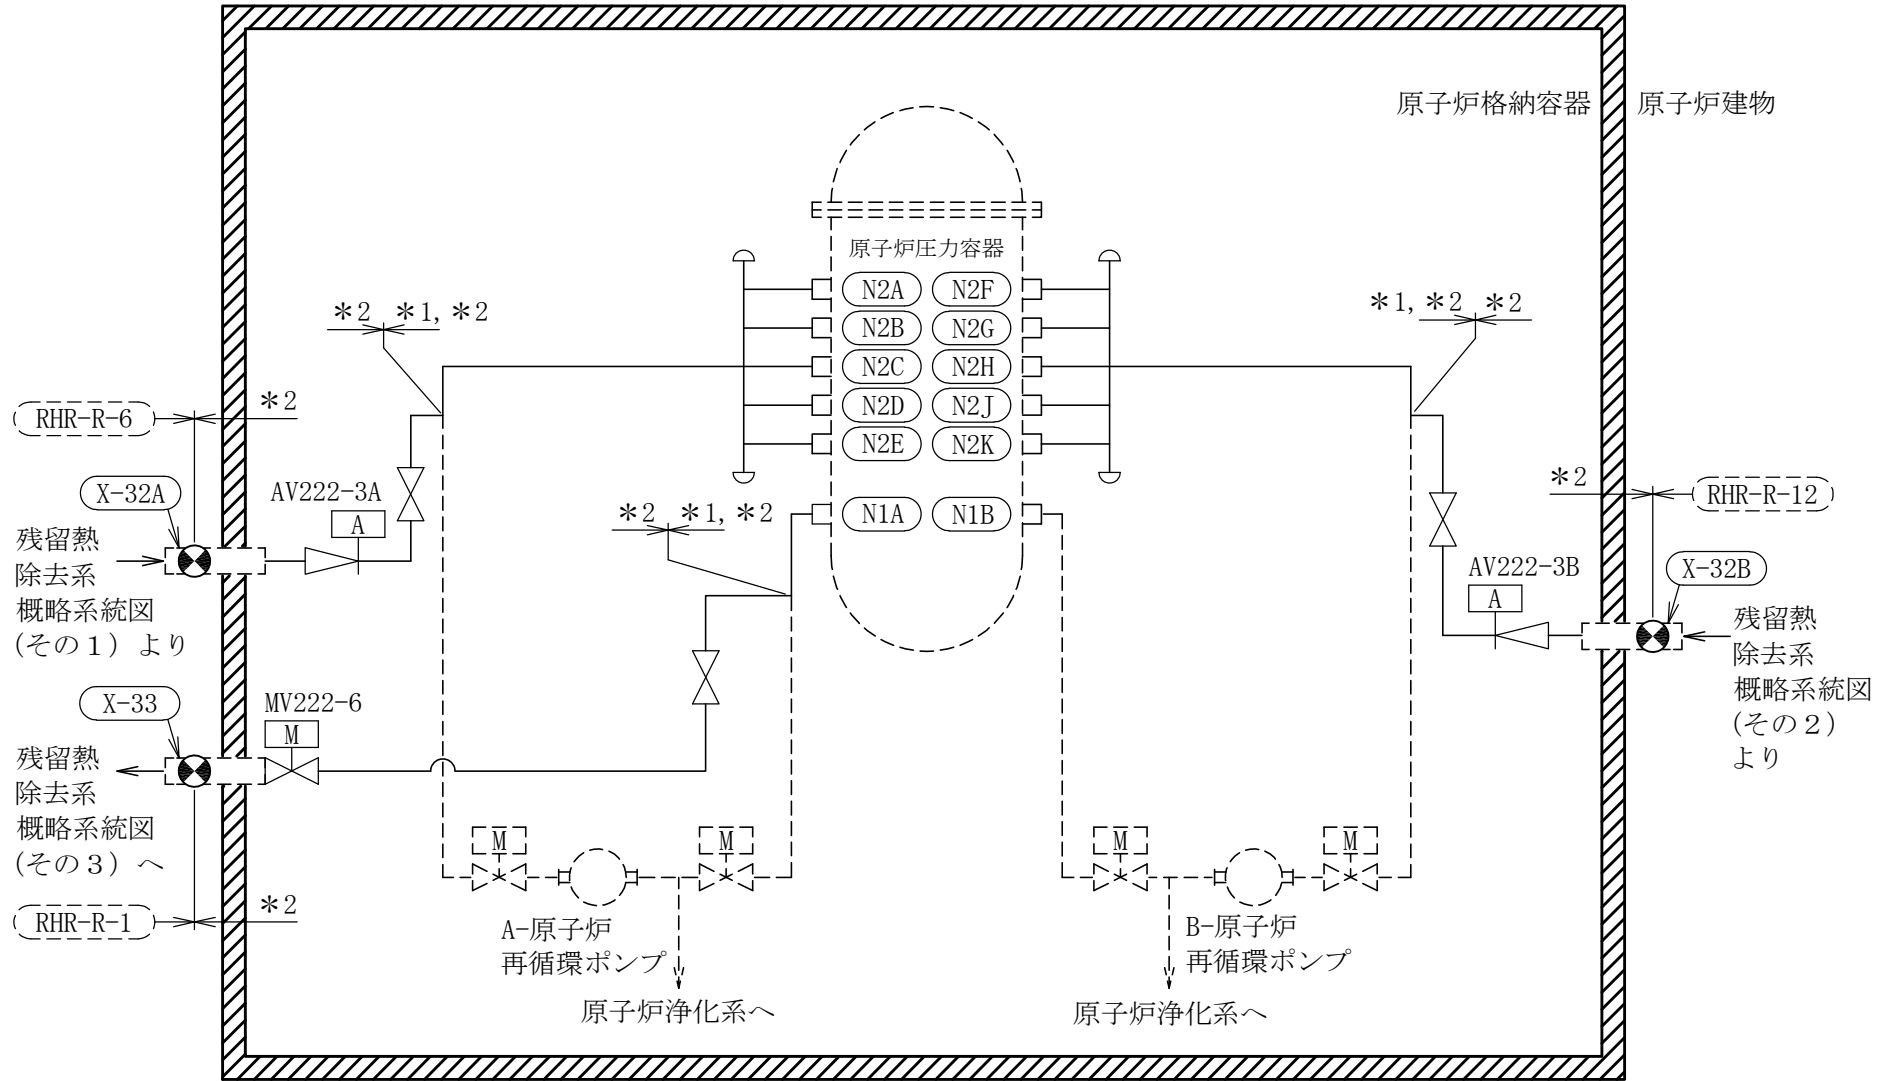 原子炉格納容器
原子炉建物
原子炉圧力容器
N2A
N2F
N2B
N2G
N2C
N2H
N2D
N2J
N2E
N2K
N1A
N1B
*2
*1, *2
*1, *2
*2
RHR-R-6
*2
X-32A
AV222-3A
A
残留熱
除去系
概略系統図
(その1)より
*2
*1, *2
*2
RHR-R-12
AV222-3B
A
X-32B
残留熱
除去系
概略系統図
(その2)
より
X-33
MV222-6
M
残留熱
除去系
概略系統図
(その3)へ
RHR-R-1
*2
M
M
M
M
A-原子炉
再循環ポンプ
原子炉浄化系へ
B-原子炉
再循環ポンプ
原子炉浄化系へ